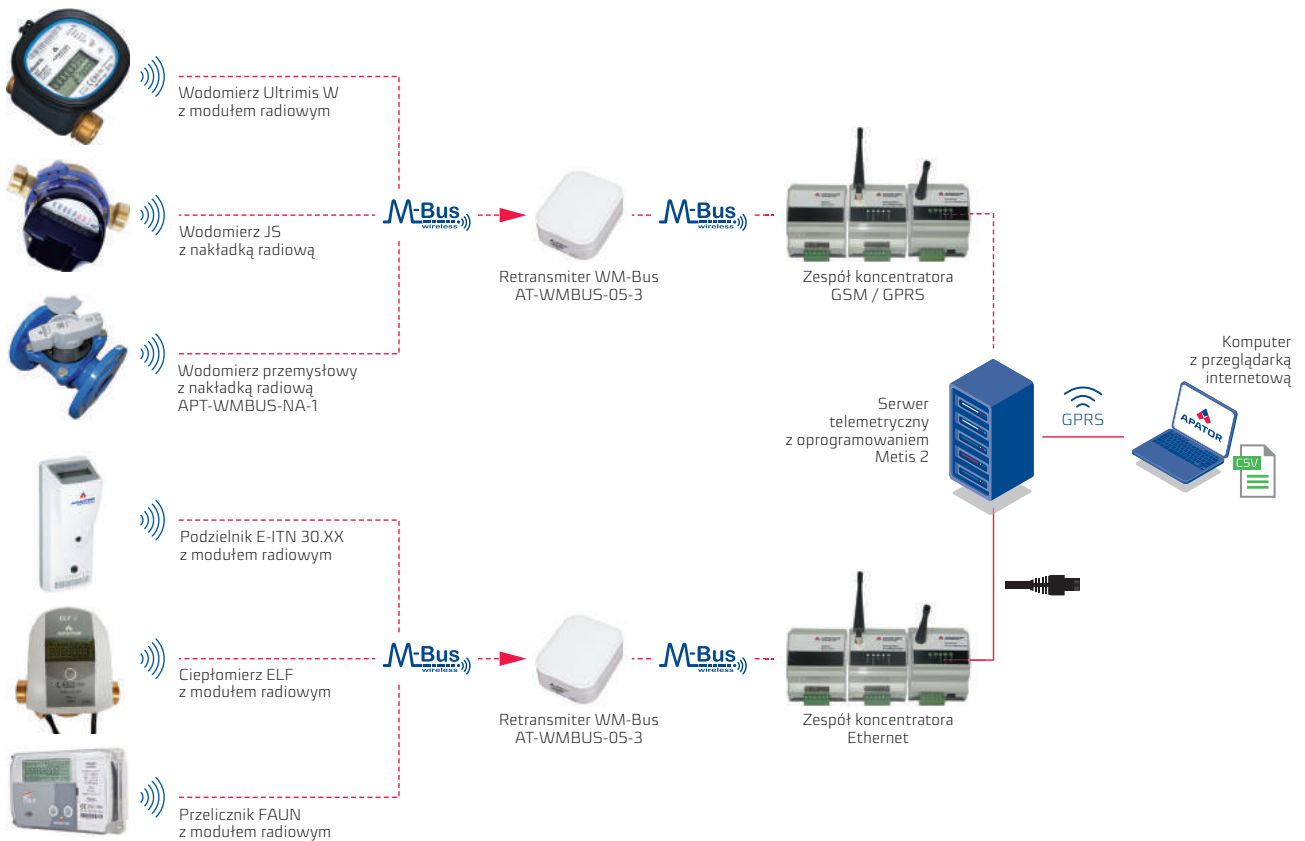 Wodomierz Ultrimis W
z modułem radiowym
M-Bus
wireless
Wodomierz JS
z nakładką radiową
Retransmiter WM-Bus
AT-WMBUS-05-3
M-Bus
wireless
Zespół koncentratora
GSM / GPRS
Wodomierz przemysłowy
z nakładką radiową
APT-WMBUS-NA-1
Serwer
telemetryczny
z oprogramowaniem
Metis 2
GPRS
Komputer
z przeglądarką
internetową
APATOR
CSV
Podzielnik E-ITN 30.XX
z modułem radiowym
ELF
M-Bus
wireless
Ciepłomierz ELF
z modułem radiowym
Retransmiter WM-Bus
AT-WMBUS-05-3
M-Bus
wireless
Zespół koncentratora
Ethernet
Przelicznik FAUN
z modułem radiowym